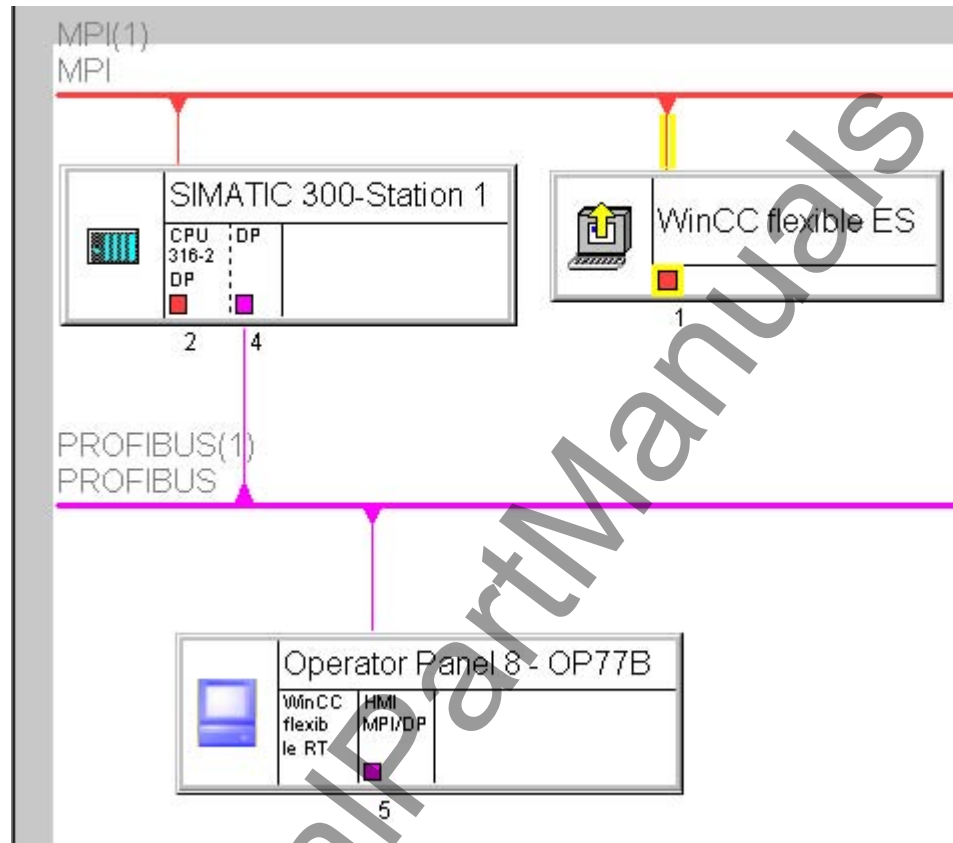 MPI(1)
MPI
SIMATIC 300-Station 1
CPU
316-2
DP
DP
2
4
WinCC flexible ES
1
PROFIBUS(1)
PROFIBUS
Operator Panel 8 - OP77B
WinCC
flexib
le RT
HMI
MPI/DP
5
alPartManuals